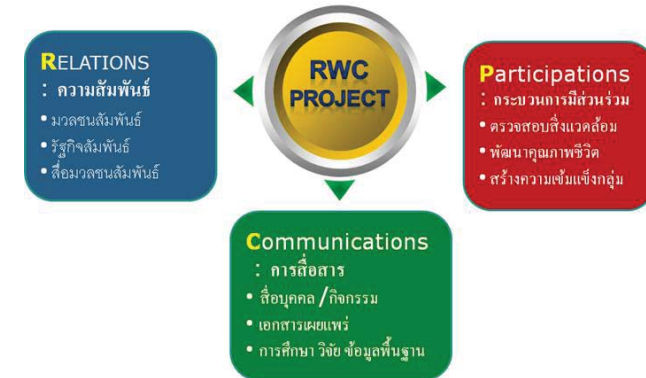 RELATIONS
: ความสัมพันธ์
• มวลชนสัมพันธ์
• รัฐกิจสัมพันธ์
• สื่อมวลชนสัมพันธ์
RWC
PROJECT
Participations
: กระบวนการมีส่วนร่วม
• ตรวจสอบสิ่งแวดล้อม
• พัฒนาคุณภาพชีวิต
• สร้างความเข้มแข็งกลุ่ม
Communications
: การสื่อสาร
• สื่อบุคคล / กิจกรรม
• เอกสารเผยแพร่
• การศึกษา วิจัย ข้อมูลพื้นฐาน